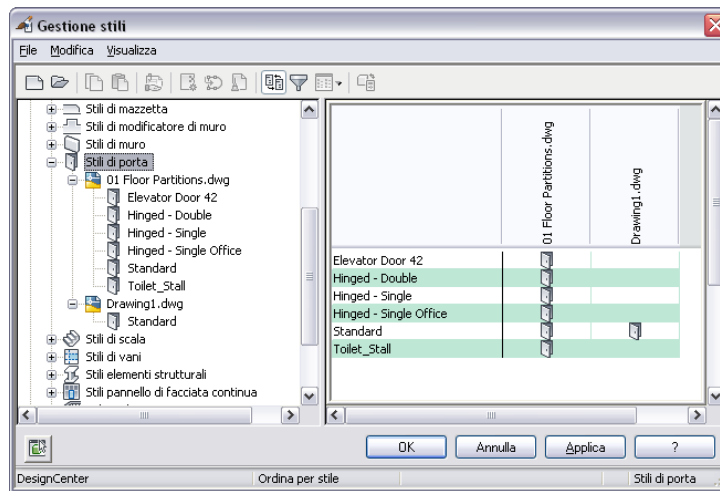 Gestione stili
File Modifica Visualizza
Stili di mazzetta
Stili di modificatore di muro
Stili di muro
Stili di porta
01 Floor Partitions.dwg
Elevator Door 42
Hinged - Double
Hinged - Single
Hinged - Single Office
Standard
Toilet_Stall
Drawing1.dwg
Standard
Stili di scala
Stili di vani
Stili elementi strutturali
Stili pannello di facciata continua
01 Floor Partitions.dwg
Drawing1.dwg
Elevator Door 42
Hinged - Double
Hinged - Single
Hinged - Single Office
Standard
Toilet_Stall
OK Annulla Applica ?
DesignCenter Ordina per stile Stili di porta